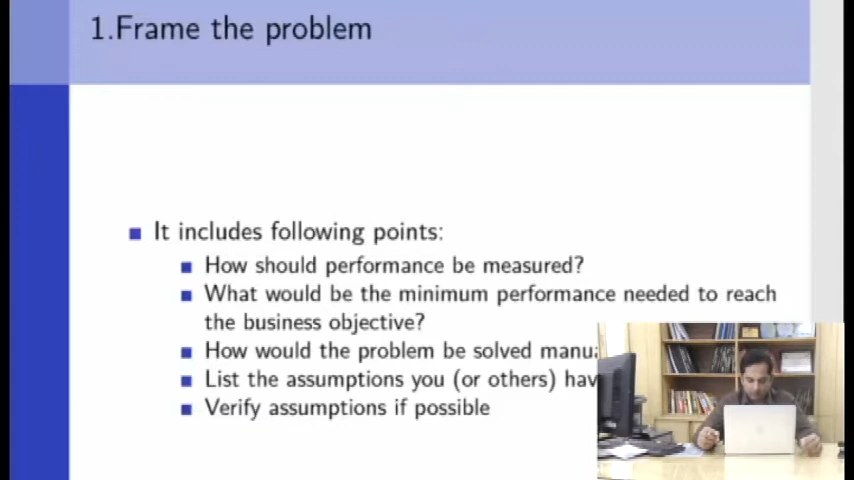 1.Frame the problem
It includes following points:
How should performance be measured?
What would be the minimum performance needed to reach
the business objective?
How would the problem be solved
List the assumptions you (or others)
Verify assumptions if possible